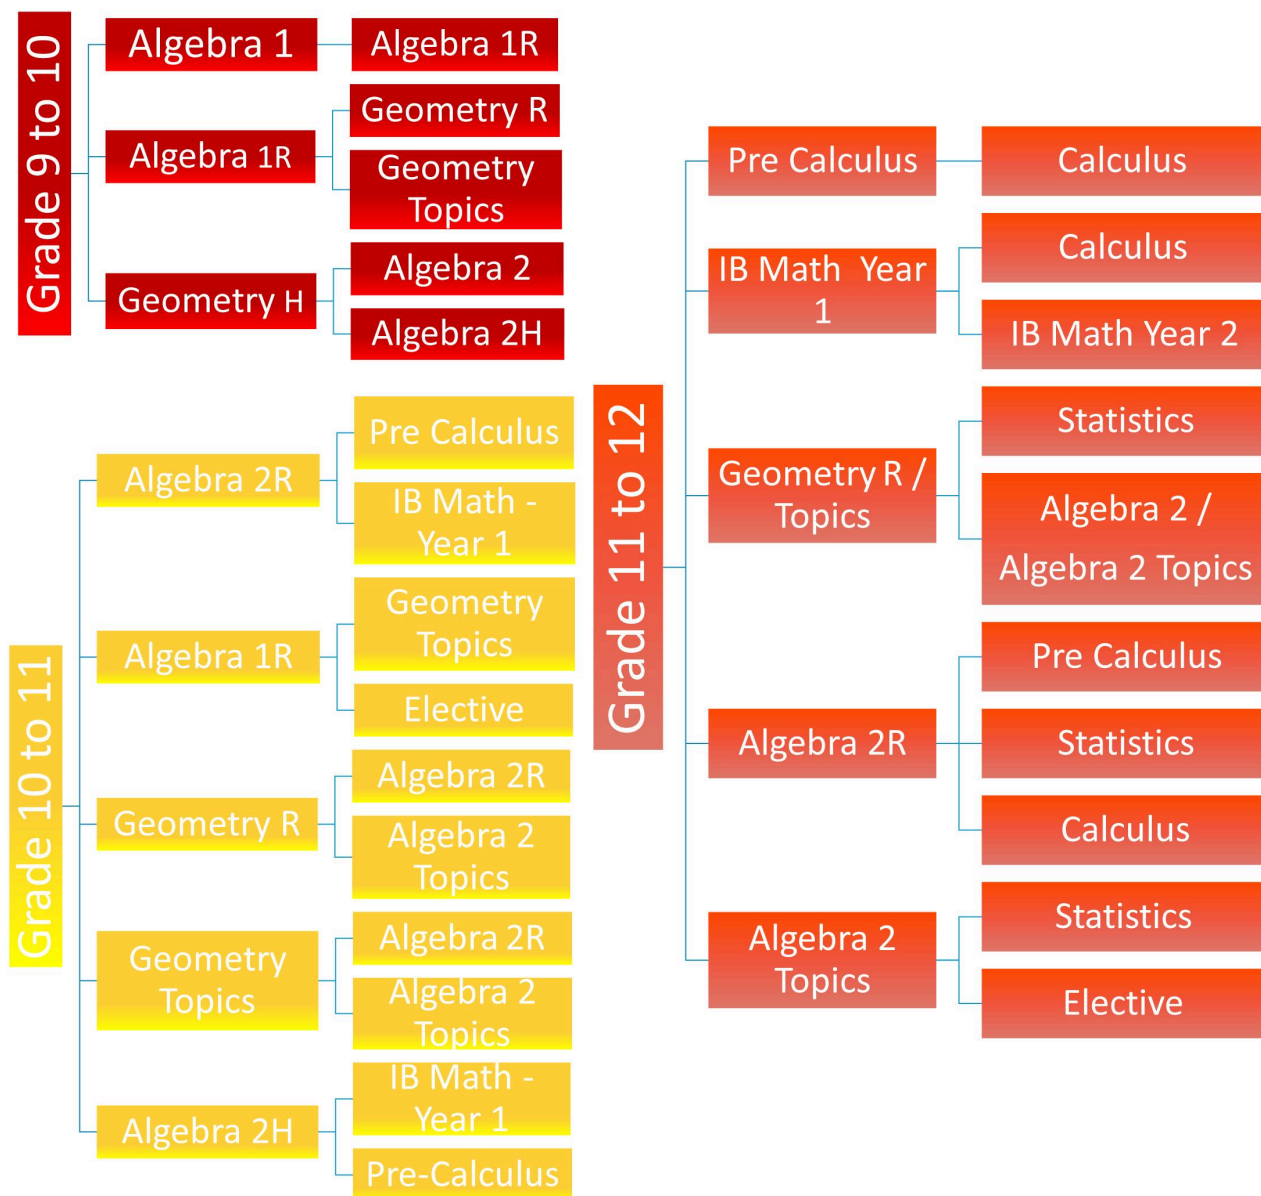 Grade 9 to 10
Algebra 1
Algebra 1R
Algebra 1R
Geometry R
Geometry
Topics
Geometry H
Algebra 2
Algebra 2H
Grade 10 to 11
Algebra 2R
Pre Calculus
IB Math -
Year 1
Algebra 1R
Geometry
Topics
Elective
Geometry R
Algebra 2R
Algebra 2
Topics
Geometry
Topics
Algebra 2R
Algebra 2
Topics
Algebra 2H
IB Math -
Year 1
Pre-Calculus
Grade 11 to 12
Pre Calculus
Calculus
IB Math Year
1
Calculus
IB Math Year 2
Geometry R /
Topics
Statistics
Algebra 2 /
Algebra 2 Topics
Algebra 2R
Pre Calculus
Statistics
Calculus
Algebra 2
Topics
Statistics
Elective